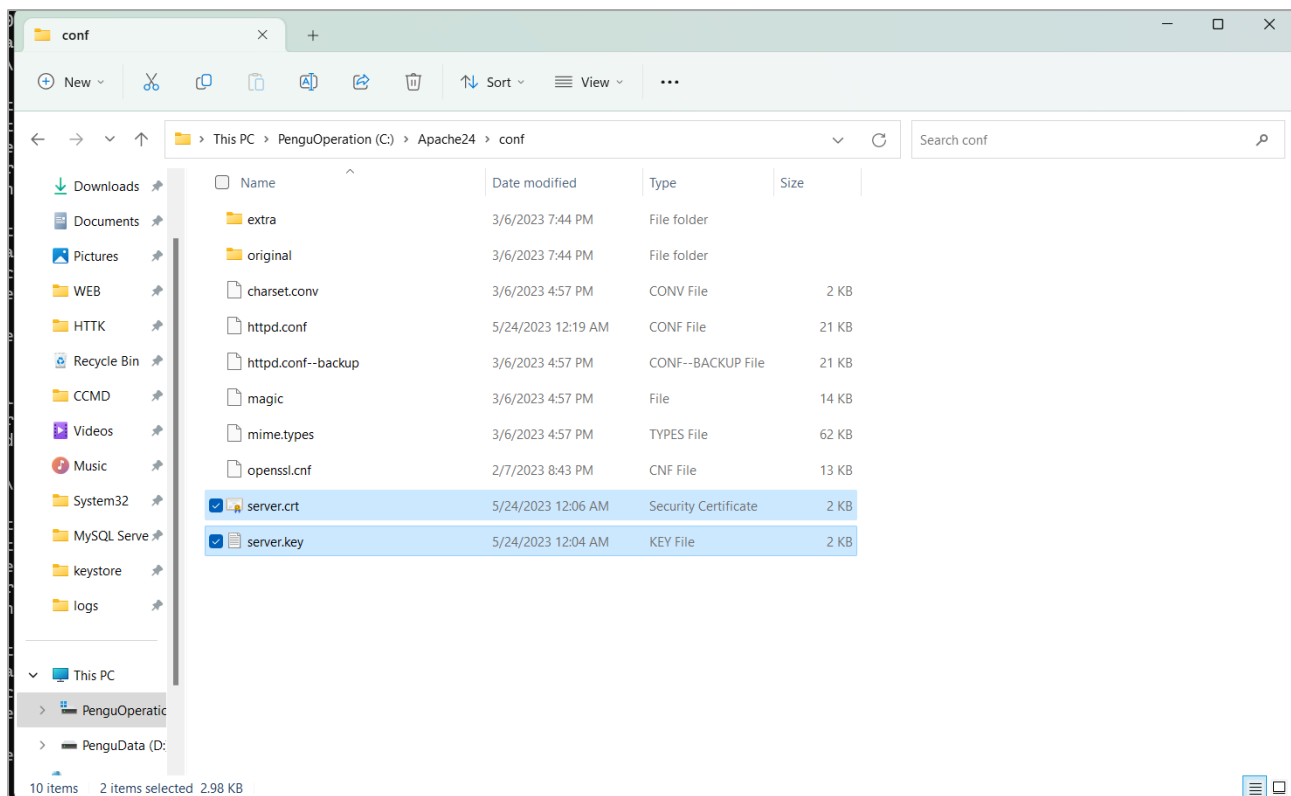 conf
New
Sort
View
This PC > PenguOperation (C:) > Apache24 > conf
Search conf
Downloads
Documents
Pictures
WEB
HTTK
Recycle Bin
CCMD
Videos
Music
System32
MySQL Serve
keystore
logs
This PC
PenguOperatic
PenguData (D:
Name Date modified Type Size
extra 3/6/2023 7:44 PM File folder
original 3/6/2023 7:44 PM File folder
charset.conv 3/6/2023 4:57 PM CONV File 2 KB
httpd.conf 5/24/2023 12:19 AM CONF File 21 KB
httpd.conf--backup 3/6/2023 4:57 PM CONF--BACKUP File 21 KB
magic 3/6/2023 4:57 PM File 14 KB
mime.types 3/6/2023 4:57 PM TYPES File 62 KB
openssl.cnf 2/7/2023 8:43 PM CNF File 13 KB
server.crt 5/24/2023 12:06 AM Security Certificate 2 KB
server.key 5/24/2023 12:04 AM KEY File 2 KB
10 items 2 items selected 2.98 KB